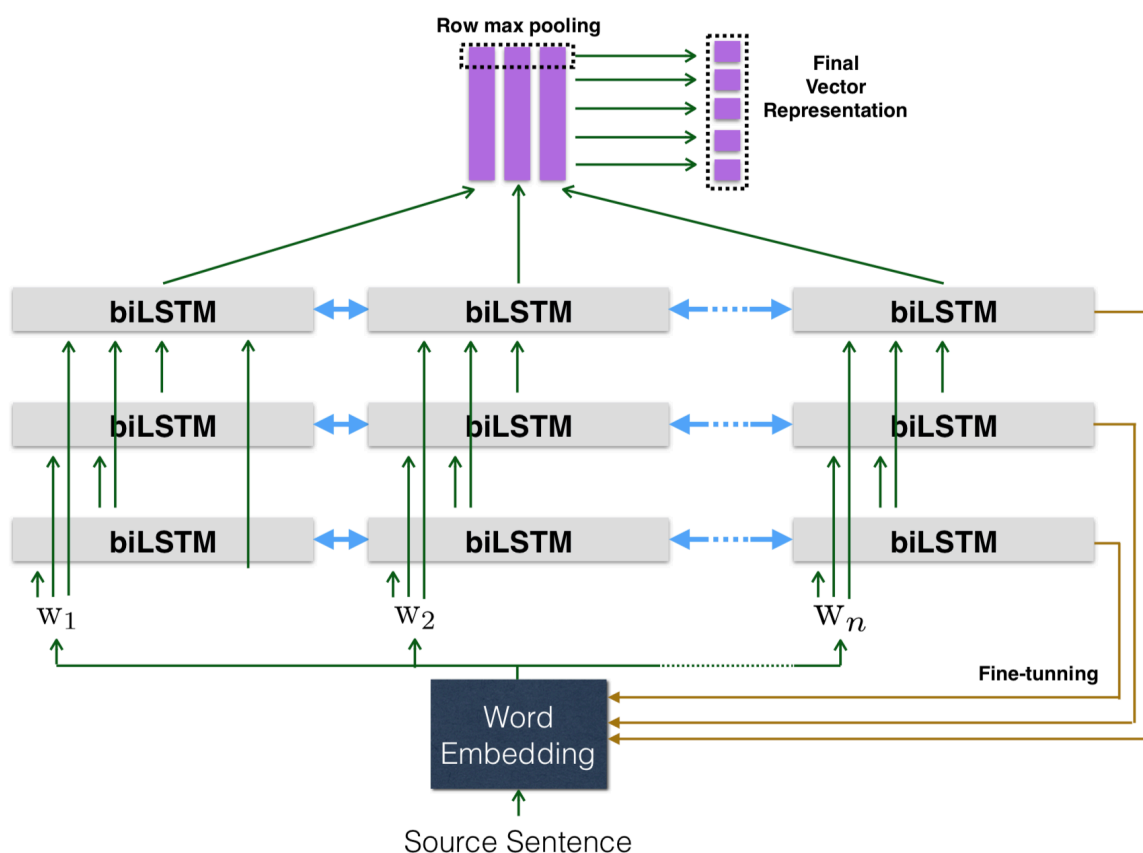 Row max pooling
Final
Vector
Representation
biLSTM
biLSTM
biLSTM
biLSTM
biLSTM
biLSTM
biLSTM
biLSTM
biLSTM
w1
w2
wn
Fine-tunning
Word
Embedding
Source Sentence